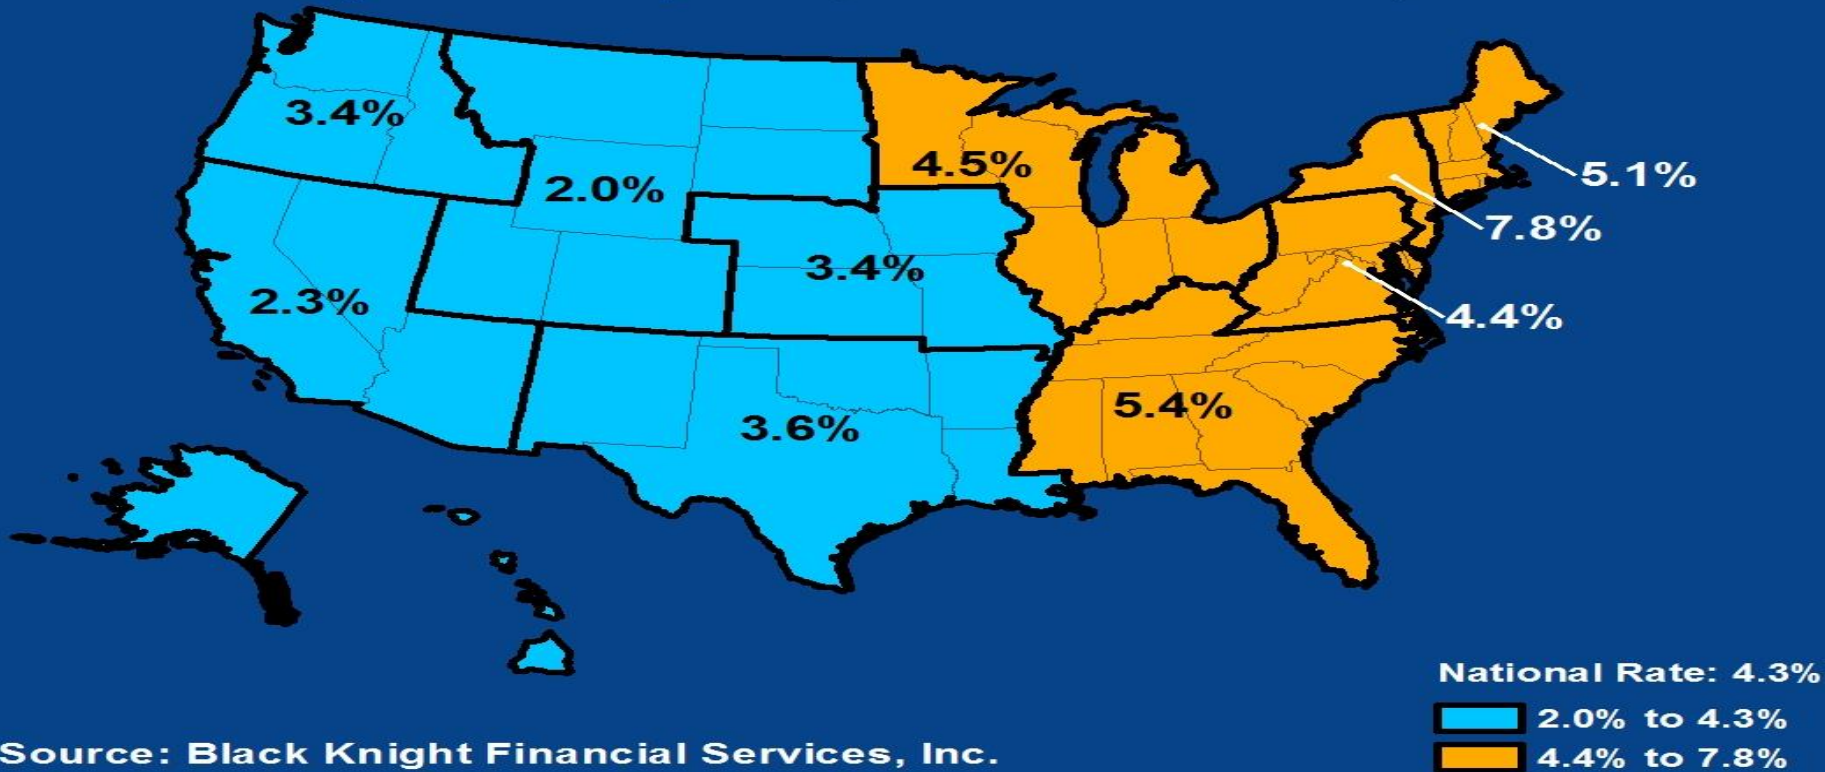 3.4%
4.5%
5.1%
2.0%
7.8%
3.4%
2.3%
4.4%
5.4%
3.6%
National Rate: 4.3%
2.0% to 4.3%
Source: Black Knight Financial Services, Inc.
4.4% to 7.8%